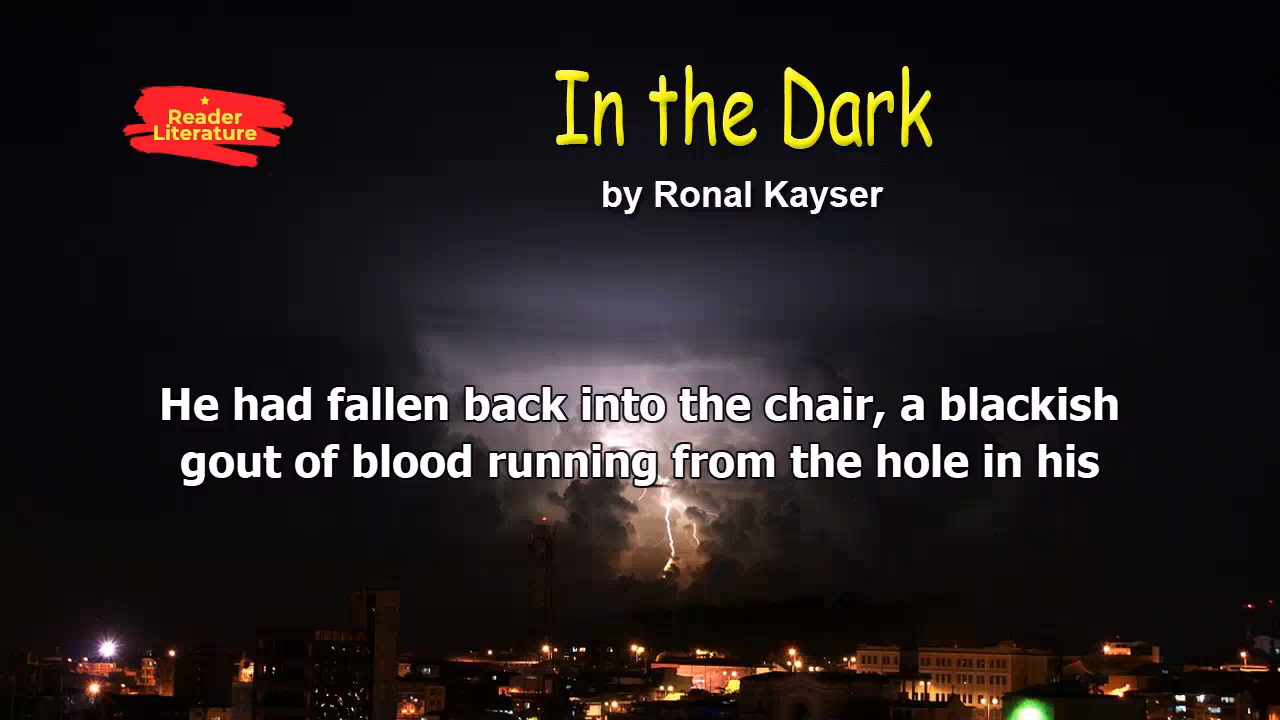 Reader
Literature
In the Dark
by Ronal Kayser
He had fallen back into the chair, a blackish
gout of blood running from the hole in his